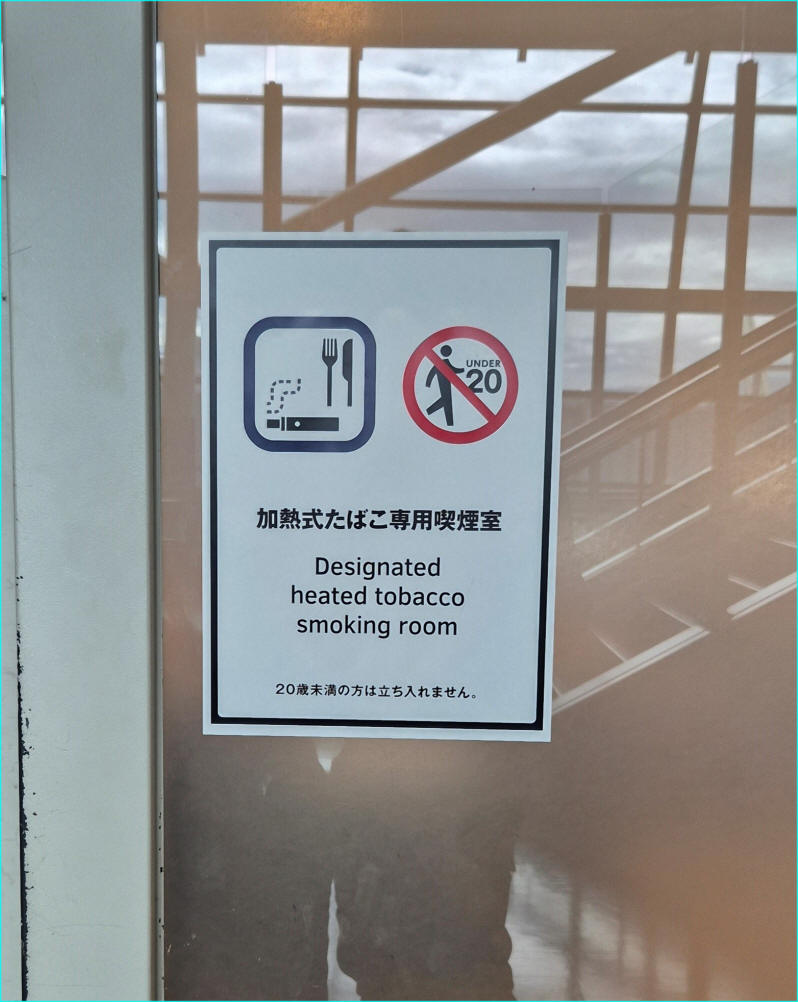 UNDER
20
加熱式たばこ専用喫煙室
Designated
heated tobacco
smoking room
20歳未満の方は立ち入れません。